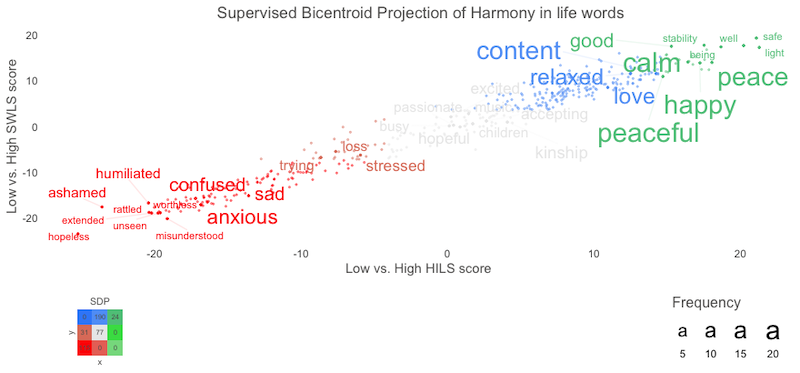 Supervised Bicentroid Projection of Harmony in life words
Low vs. High SWLS score
20
10
0
-10
-20
good
stability
well
safe
content
calm
being
light
relaxed
peace
excited
love
happy
passionate
music
accepting
busy
hopeful
children
peaceful
kinship
loss
trying
stressed
humiliated
confused
ashamed
sad
rattled
worthless
anxious
extended
unseen
hopeless
misunderstood
-20
-10
0
10
20
Low vs. High HILS score
SDP
190
24
31
77
0
0
0
y
x
Frequency
a a a a
5 10 15 20